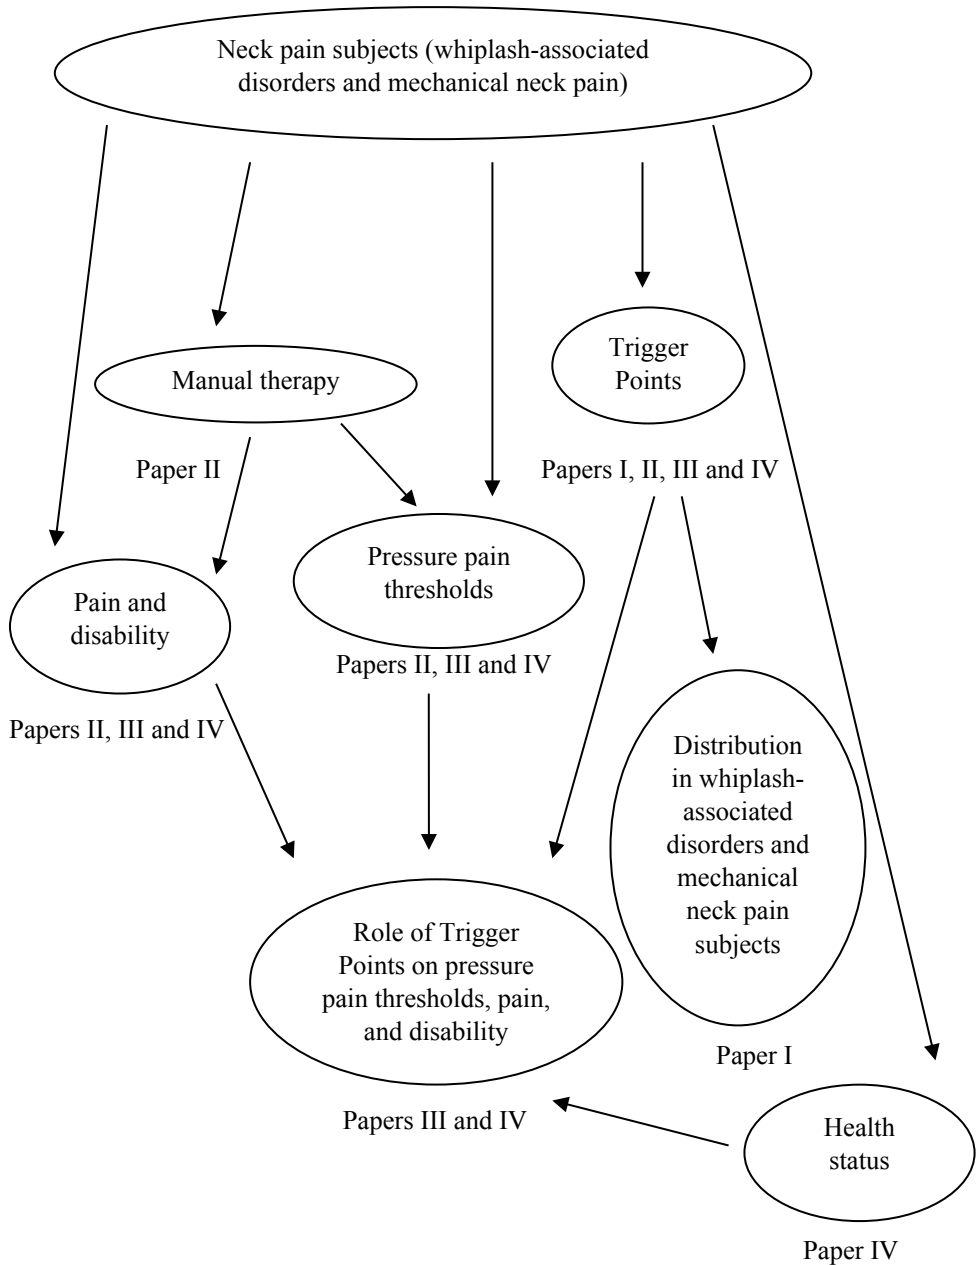 Neck pain subjects (whiplash-associated
disorders and mechanical neck pain)
Trigger
Points
Manual therapy
Paper II
Papers I, II, III and IV
Pressure pain
thresholds
Pain and
disability
Papers II, III and IV
Papers II, III and IV
Distribution
in whiplash-
associated
disorders and
mechanical
neck pain
subjects
Role of Trigger
Points on pressure
pain thresholds, pain,
and disability
Paper I
Papers III and IV
Health
status
Paper IV